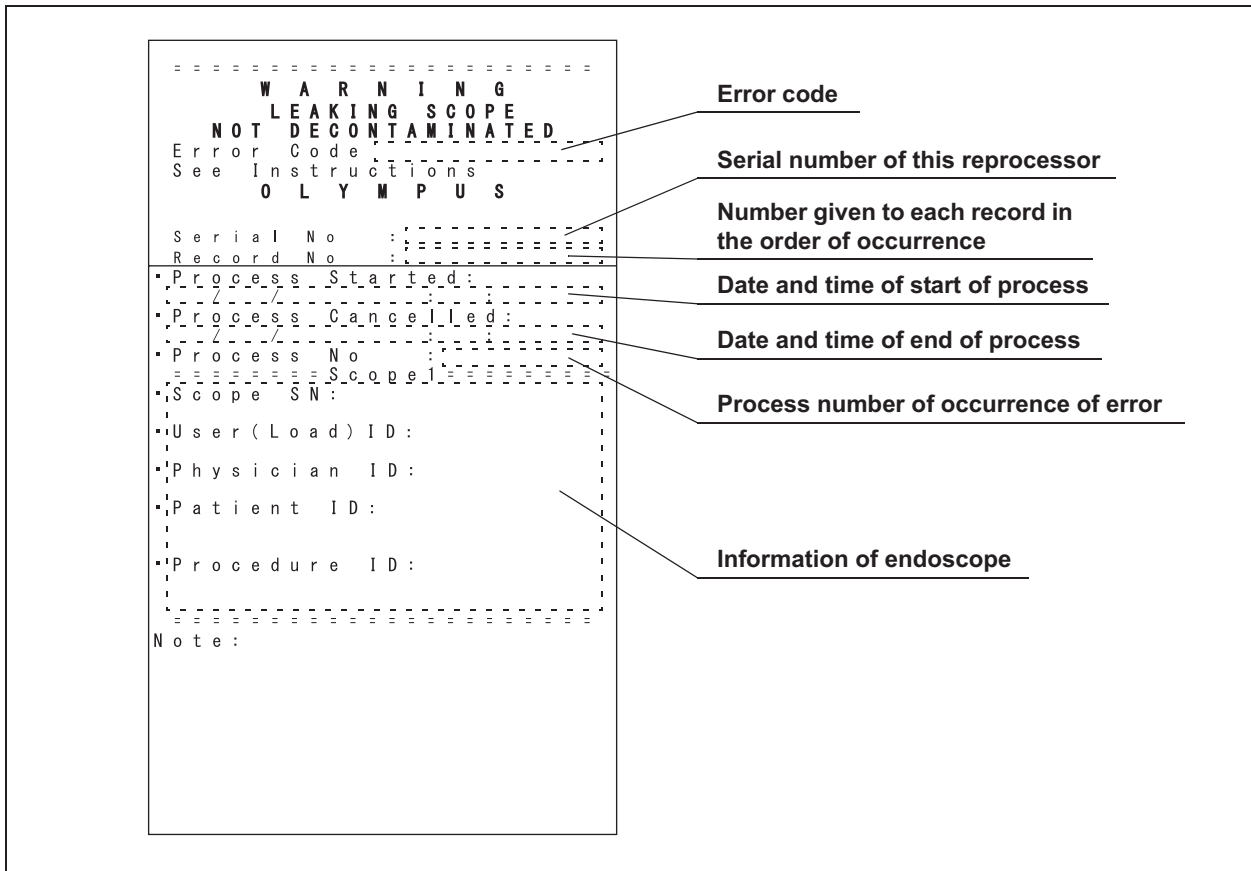 = = = = = = = = = = = = = = = = = = = = = =
W A R N I N G
LEAKING SCOPE
NOT DECONTAMINATED
Error Code
See Instructions
O L Y M P U S
Serial No :
Record No :
Process Started:
/ / : :
Process Cancelled:
/ / : :
Process No :
= = = = = = = = Scope1 = = = = = = = = =
Scope SN:
User(Load)ID:
Physician ID:
Patient ID:
Procedure ID:
= = = = = = = = = = = = = = = = = = = = = =
Note:
Error code
Serial number of this reprocessor
Number given to each record in
the order of occurrence
Date and time of start of process
Date and time of end of process
Process number of occurrence of error
Information of endoscope